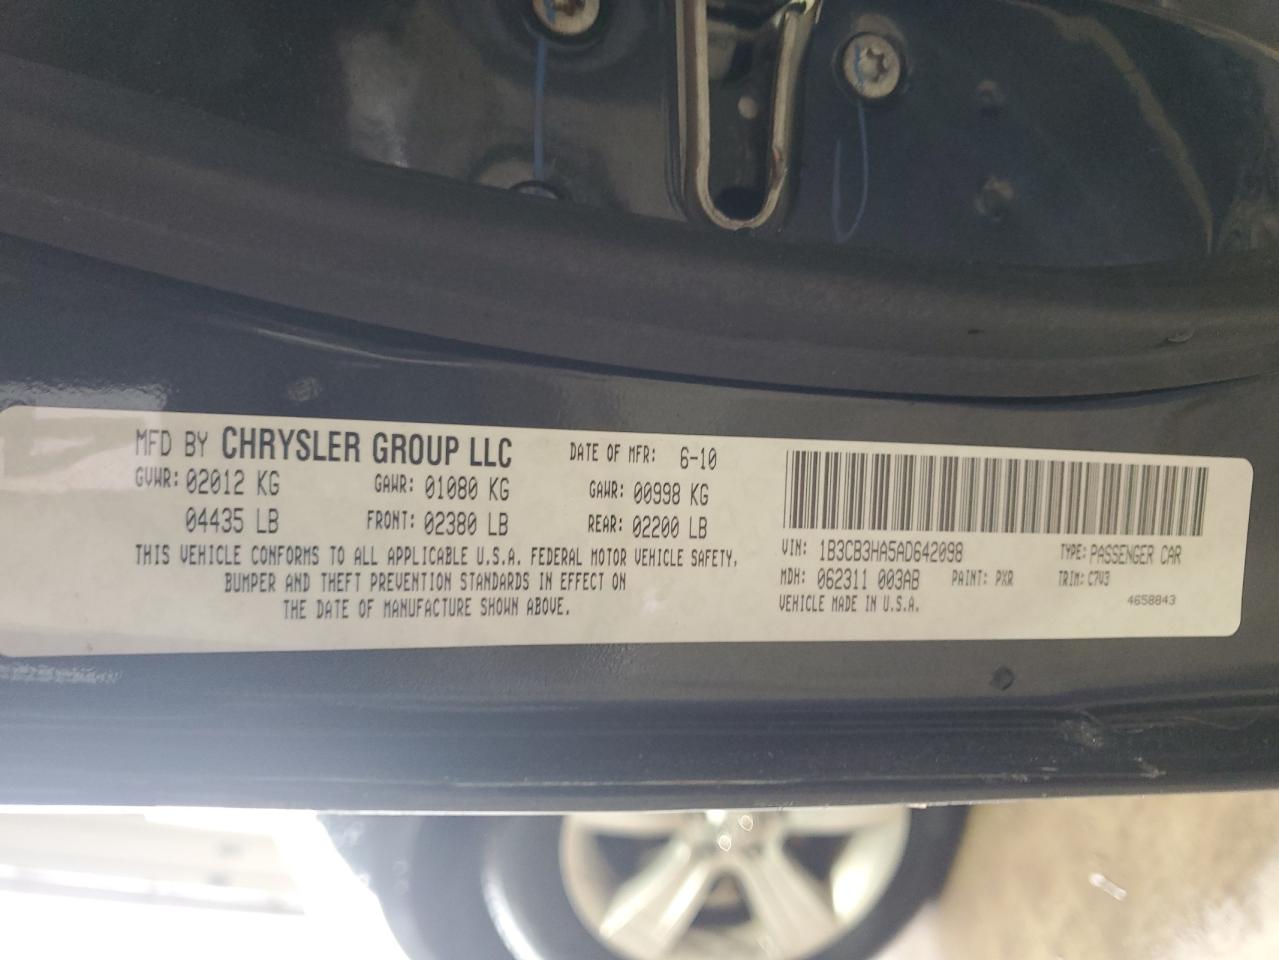 MFD BY CHRYSLER GROUP LLC DATE OF MFR: 6-10
GVWR: 02012 KG GAWR: 01080 KG GAWR: 00998 KG
04435 LB FRONT: 02380 LB REAR: 02200 LB
THIS VEHICLE CONFORMS TO ALL APPLICABLE U.S.A. FEDERAL MOTOR VEHICLE SAFETY,
BUMPER AND THEFT PREVENTION STANDARDS IN EFFECT ON
THE DATE OF MANUFACTURE SHOWN ABOVE.
VIN: 1B3CB3HA5AD642098 TYPE: PASSENGER CAR
MDH: 062311 003AB PAINT: PXR TRIM: C7V3
VEHICLE MADE IN U.S.A. 4658843